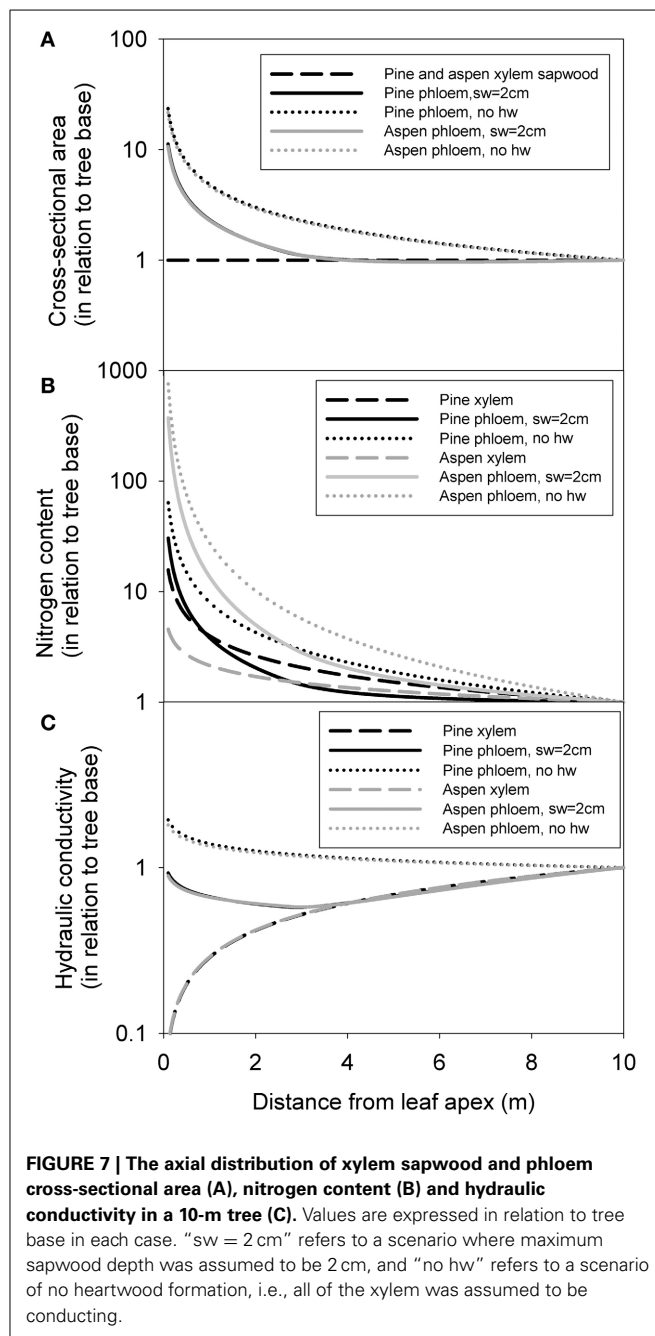 A
Cross-sectional area
(in relation to tree base)
100
10
1
Pine and aspen xylem sapwood
Pine phloem,sw=2cm
Pine phloem, no hw
Aspen phloem, sw=2cm
Aspen phloem, no hw
B
Nitrogen content
(in relation to tree base)
1000
100
10
1
Pine xylem
Pine phloem, sw=2cm
Pine phloem, no hw
Aspen xylem
Aspen phloem, sw=2cm
Aspen phloem, no hw
C
Hydraulic conductivity
(in relation to tree base)
1
0.1
Pine xylem
Pine phloem, sw=2cm
Pine phloem, no hw
Aspen xylem
Aspen phloem, sw=2cm
Aspen phloem, no hw
0 2 4 6 8 10
Distance from leaf apex (m)
FIGURE 7 | The axial distribution of xylem sapwood and phloem
cross-sectional area (A), nitrogen content (B) and hydraulic
conductivity in a 10-m tree (C). Values are expressed in relation to tree
base in each case. “sw = 2 cm” refers to a scenario where maximum
sapwood depth was assumed to be 2 cm, and “no hw” refers to a scenario
of no heartwood formation, i.e., all of the xylem was assumed to be
conducting.